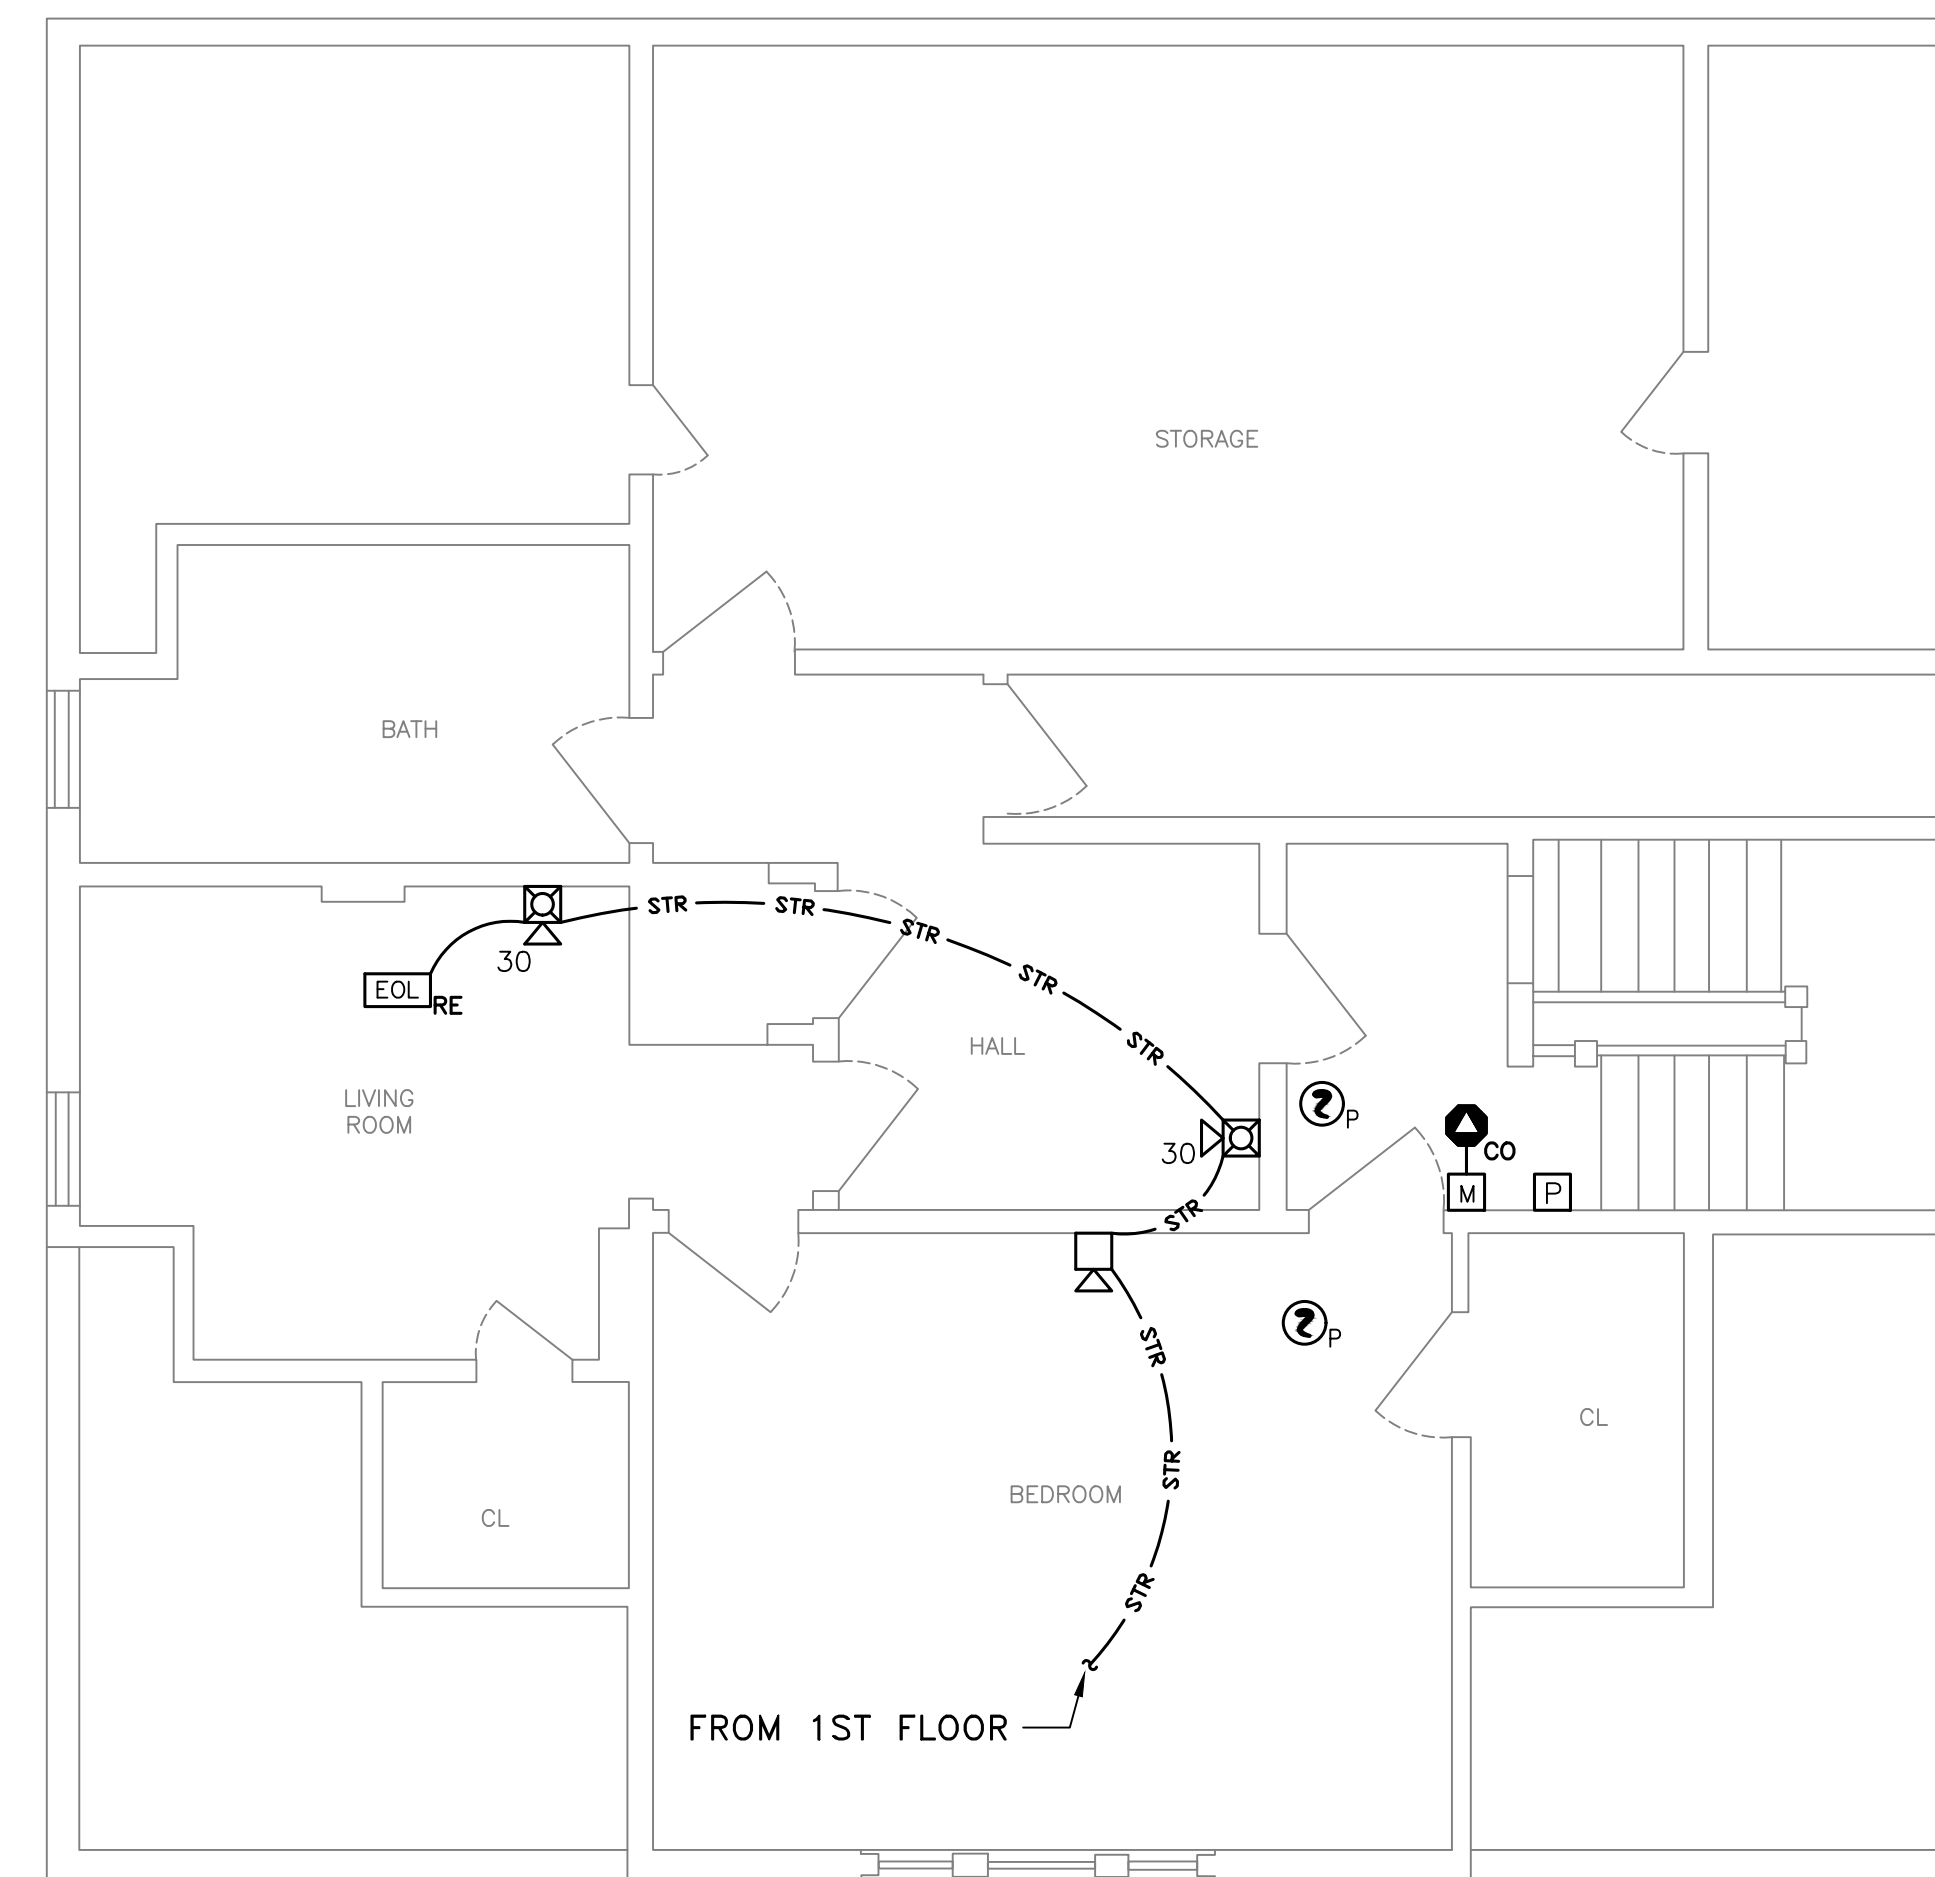 STORAGE
BATH
STR
STR
STR
STR
STR
30
EOL
RE
HALL
LIVING
ROOM
30
P
CO
M
P
STR
P
STR
CL
STR
BEDROOM
CL
STR
FROM 1ST FLOOR